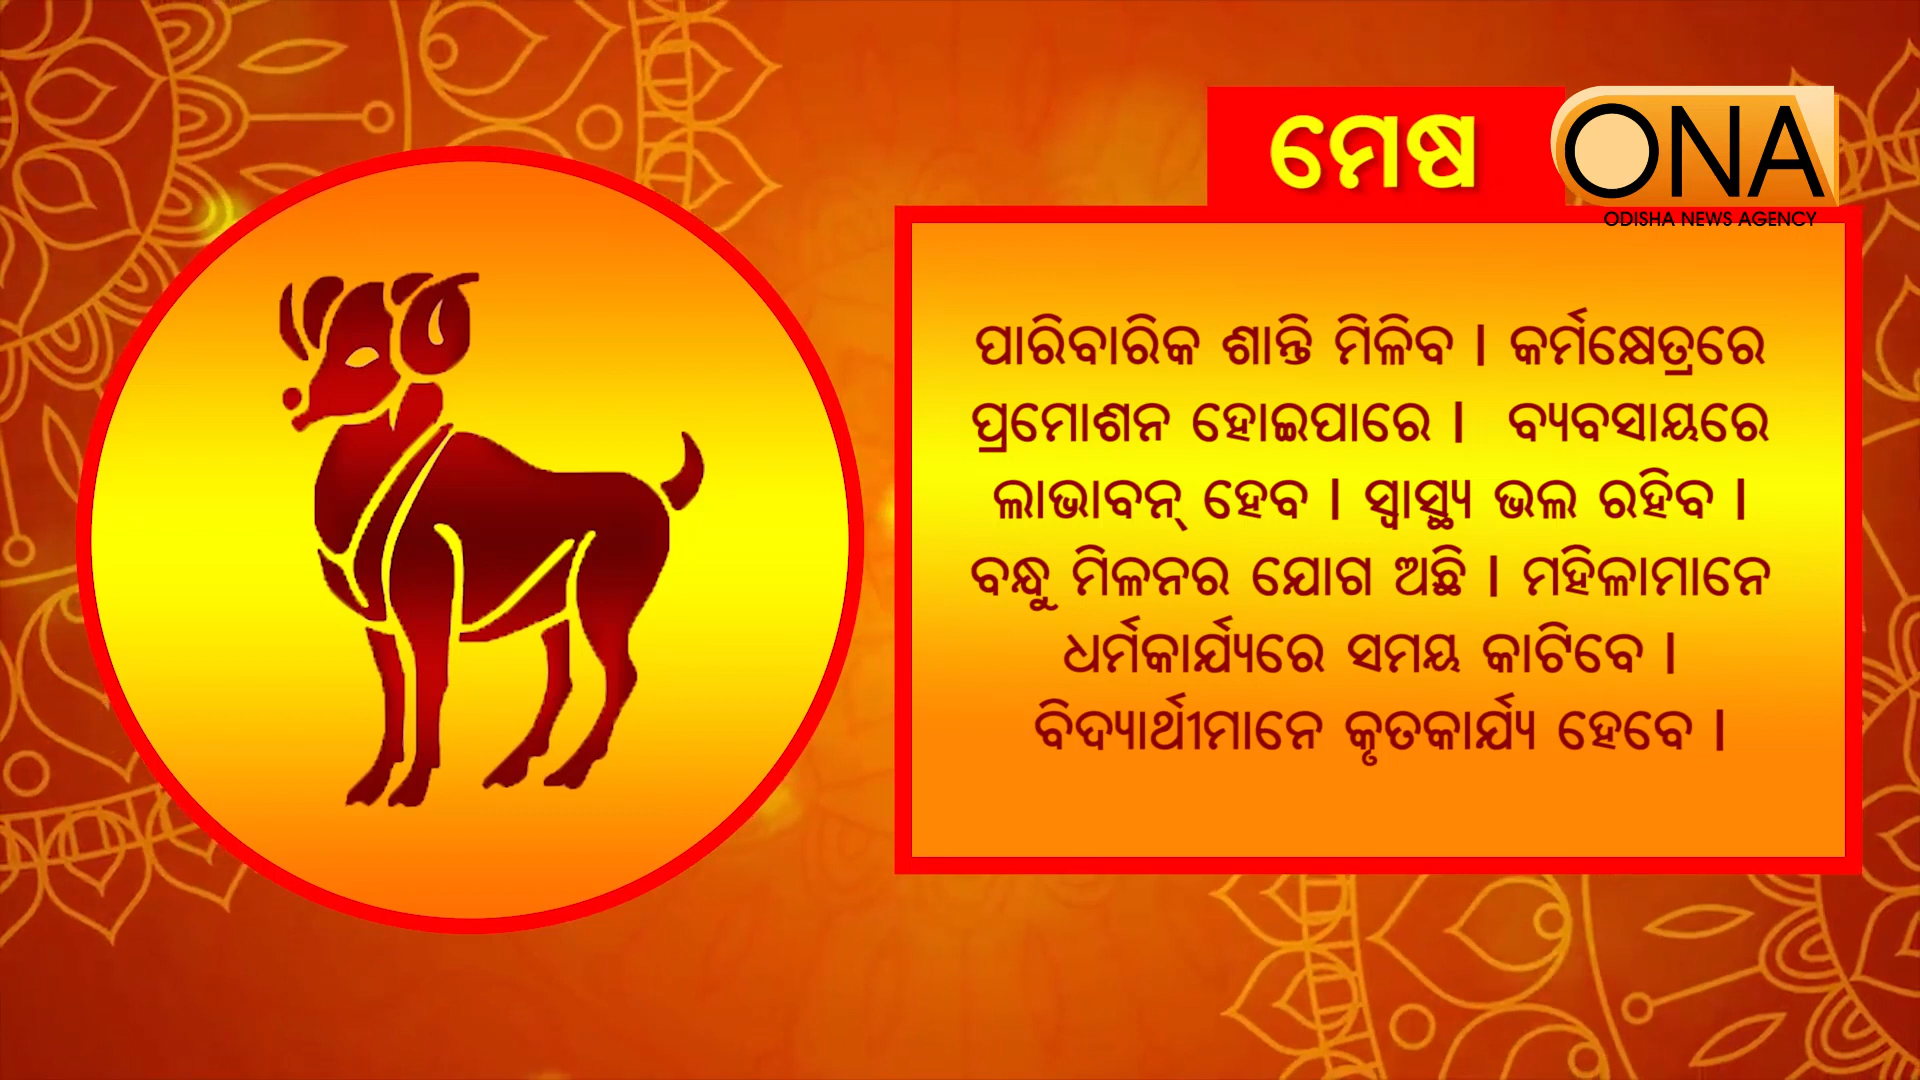 ମେଷ
ONA
ODISHA NEWS AGENCY
ପାରିବାରିକ ଶାନ୍ତି ମିଳିବ । କର୍ମକ୍ଷେତ୍ରରେ
ପ୍ରମୋଶନ ହୋଇପାରେ । ବ୍ୟବସାୟରେ
ଲାଭାବନ୍ ହେବ । ସ୍ୱାସ୍ଥ୍ୟ ଭଲ ରହିବ ।
ବନ୍ଧୁ ମିଳନର ଯୋଗ ଅଛି । ମହିଳାମାନେ
ଧର୍ମକାର୍ଯ୍ୟରେ ସମୟ କାଟିବେ ।
ବିଦ୍ୟାର୍ଥୀମାନେ କୃତକାର୍ଯ୍ୟ ହେବେ ।